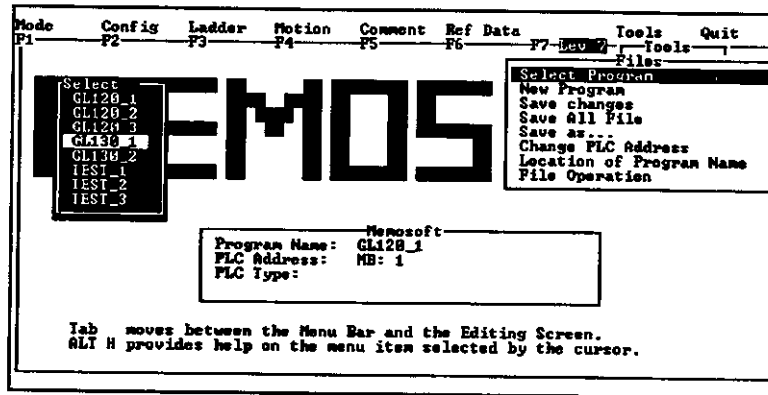 Mode Config Ladder Motion Comment Ref Data Tools Quit
F1 F2 F3 F4 F5 F6 F7-Lev 7 Tools
Files
Select Program
New Program
Save changes
Save All File
Save as...
Change PLC Address
Location of Program Name
File Operation
Select
GL120_1
GL120_2
GL120_3
GL130_1
GL130_2
TEST_1
TEST_2
TEST_3
EMOS
Memosoft
Program Name: GL120_1
PLC Address: MB: 1
PLC Type:
Tab moves between the Menu Bar and the Editing Screen.
ALT H provides help on the menu item selected by the cursor.